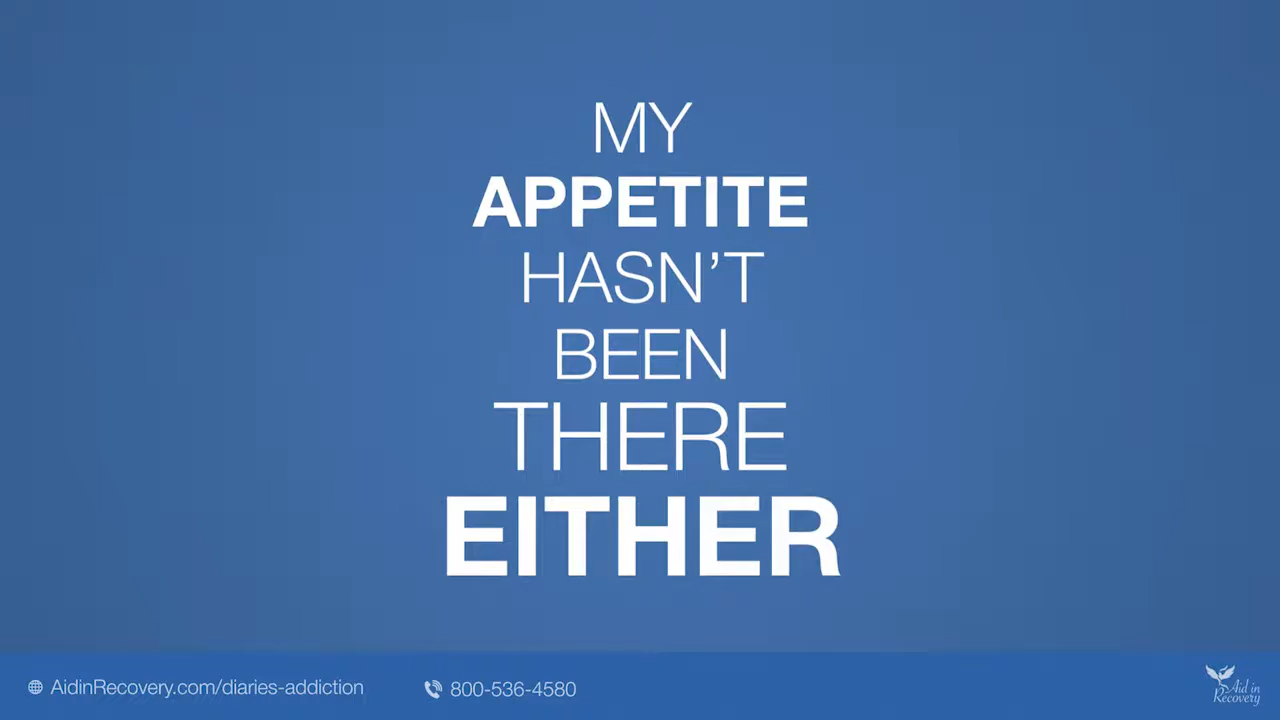 MY
APPETITE
HASN’T
BEEN
THERE
EITHER
AidinRecovery.com/diaries-addiction
800-536-4580
Aid in
Recovery